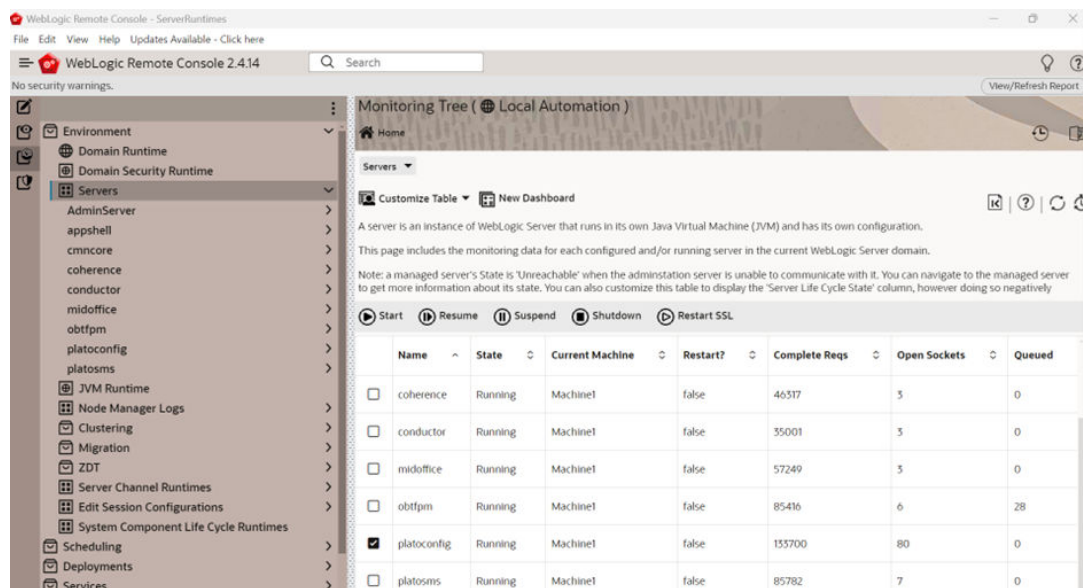 WebLogic Remote Console - ServerRuntimes
File Edit View Help Updates Available - Click here
WebLogic Remote Console 2.4.14
Search
No security warnings.
View/Refresh Report
Environment
Domain Runtime
Domain Security Runtime
Servers
AdminServer
appshell
cmncore
coherence
conductor
midoffice
obtfpm
platoconfig
platosms
JVM Runtime
Node Manager Logs
Clustering
Migration
ZDT
Server Channel Runtimes
Edit Session Configurations
System Component Life Cycle Runtimes
Scheduling
Deployments
Services
Monitoring Tree ( Local Automation )
Home
Servers
Customize Table New Dashboard
A server is an instance of WebLogic Server that runs in its own Java Virtual Machine (JVM) and has its own configuration.
This page includes the monitoring data for each configured and/or running server in the current WebLogic Server domain.
Note: a managed server's State is 'Unreachable' when the adminstation server is unable to communicate with it. You can navigate to the managed server
to get more information about its state. You can also customize this table to display the 'Server Life Cycle State' column, however doing so negatively
Start Resume Suspend Shutdown Restart SSL
Name State Current Machine Restart? Complete Reqs Open Sockets Queued
coherence Running Machine1 false 46317 3 0
conductor Running Machine1 false 35001 3 0
midoffice Running Machine1 false 57249 3 0
obtfpm Running Machine1 false 85416 6 28
platoconfig Running Machine1 false 133700 80 0
platosms Running Machine1 false 85782 7 0